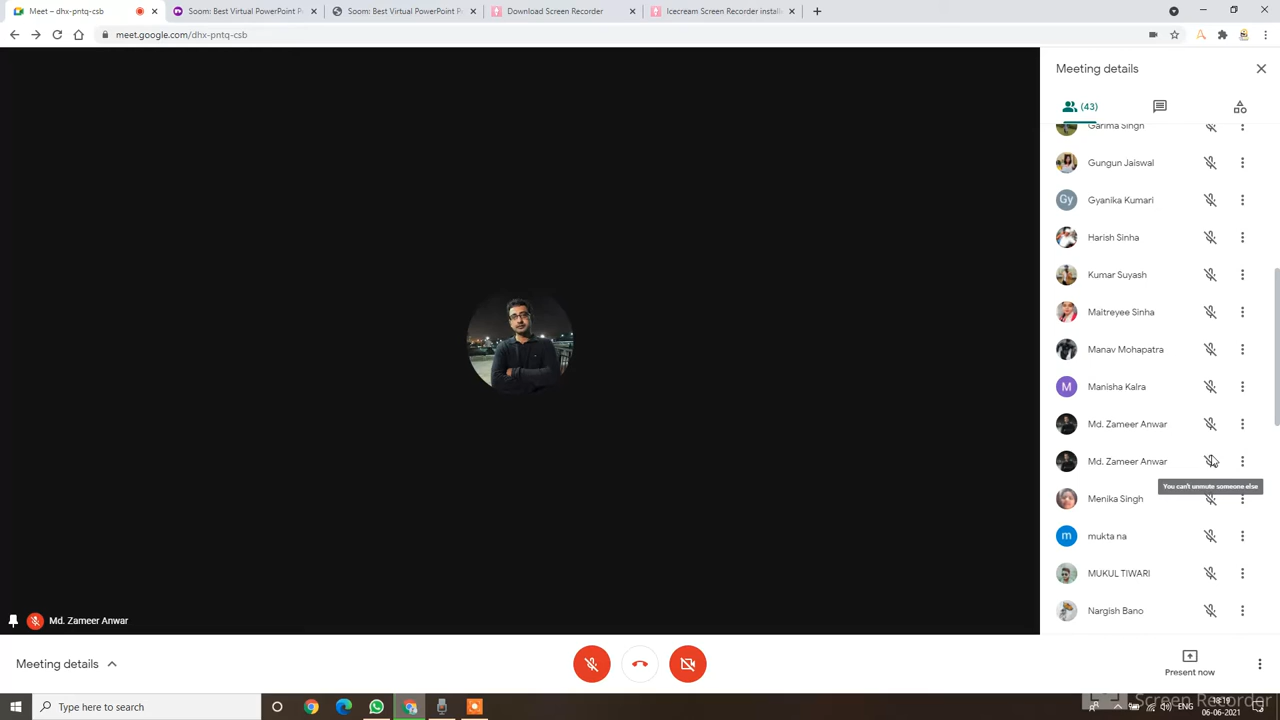 Meet – dhx-pntq-csb
Soom: Best Virtual PowerPoint P
Soom: Best Virtual PowerPoint P
Download Screen Recorder
Icecream Screen Recorder install
meet.google.com/dhx-pntq-csb
Meeting details
(43)
Garima Singh
Gungun Jaiswal
Gy
Gyanika Kumari
Harish Sinha
Kumar Suyash
Maitreyee Sinha
Manav Mohapatra
M
Manisha Kalra
Md. Zameer Anwar
Md. Zameer Anwar
You can't unmute someone else
Menika Singh
m
mukta na
MUKUL TIWARI
Nargish Bano
Md. Zameer Anwar
Meeting details
Present now
Type here to search
ENG
18:19
06-06-2021
Screen Recorder